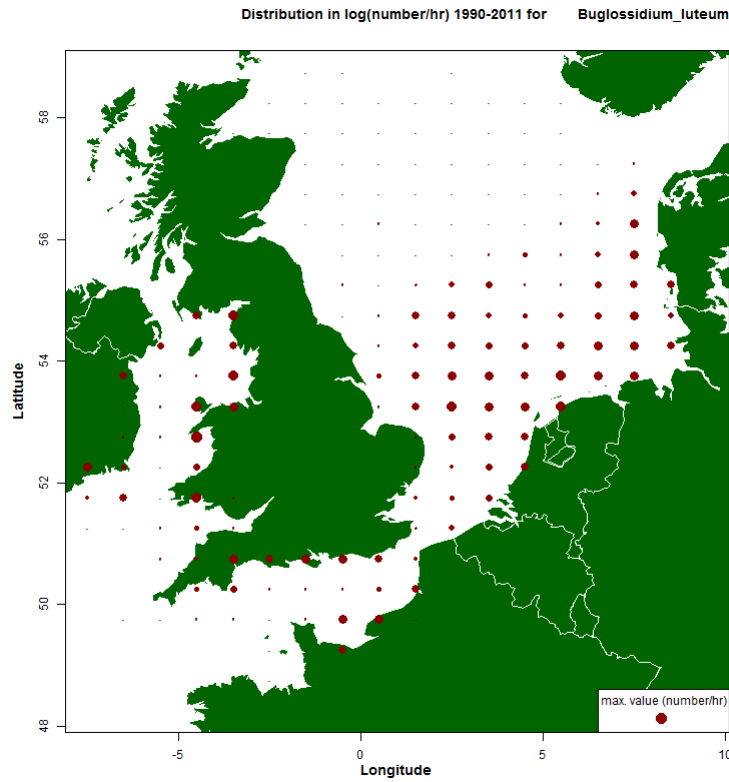 Distribution in log(number/hr) 1990-2011 for Buglossidium_luteum
58
56
54
52
50
48
Latitude
max. value (number/hr)
-5 0 5 10
Longitude